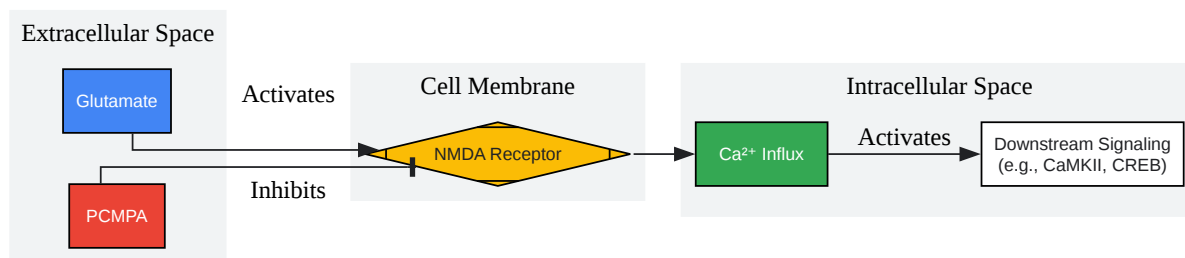 Extracellular Space
Glutamate
PCMPA
Activates
Inhibits
Cell Membrane
NMDA Receptor
Intracellular Space
Ca²⁺ Influx
Activates
Downstream Signaling
(e.g., CaMKII, CREB)